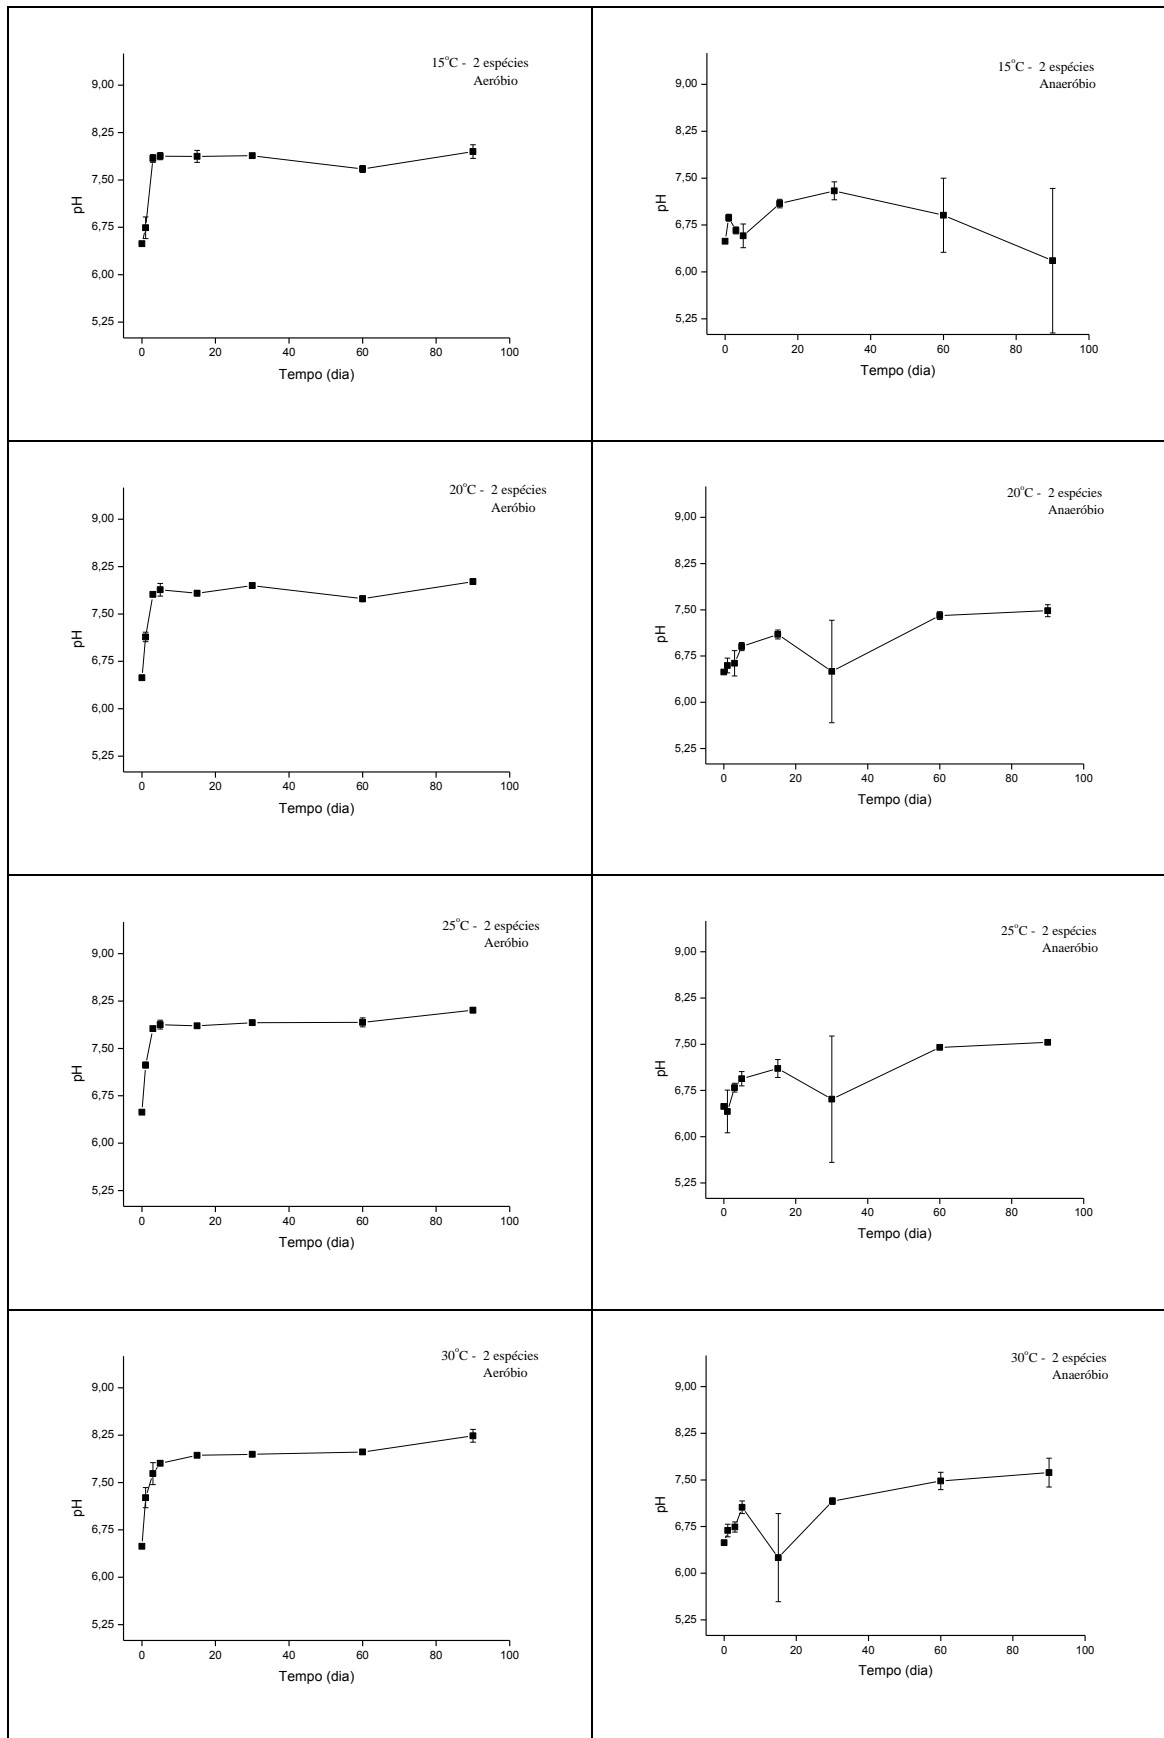 15°C - 2 espécies
Aeróbio
9,00
8,25
7,50
6,75
6,00
5,25
pH
0 20 40 60 80 100
Tempo (dia)
15°C - 2 espécies
Anaeróbio
9,00
8,25
7,50
6,75
6,00
5,25
pH
0 20 40 60 80 100
Tempo (dia)
20°C - 2 espécies
Aeróbio
9,00
8,25
7,50
6,75
6,00
5,25
pH
0 20 40 60 80 100
Tempo (dia)
20°C - 2 espécies
Anaeróbio
9,00
8,25
7,50
6,75
6,00
5,25
pH
0 20 40 60 80 100
Tempo (dia)
25°C - 2 espécies
Aeróbio
9,00
8,25
7,50
6,75
6,00
5,25
pH
0 20 40 60 80 100
Tempo (dia)
25°C - 2 espécies
Anaeróbio
9,00
8,25
7,50
6,75
6,00
5,25
pH
0 20 40 60 80 100
Tempo (dia)
30°C - 2 espécies
Aeróbio
9,00
8,25
7,50
6,75
6,00
5,25
pH
0 20 40 60 80 100
Tempo (dia)
30°C - 2 espécies
Anaeróbio
9,00
8,25
7,50
6,75
6,00
5,25
pH
0 20 40 60 80 100
Tempo (dia)